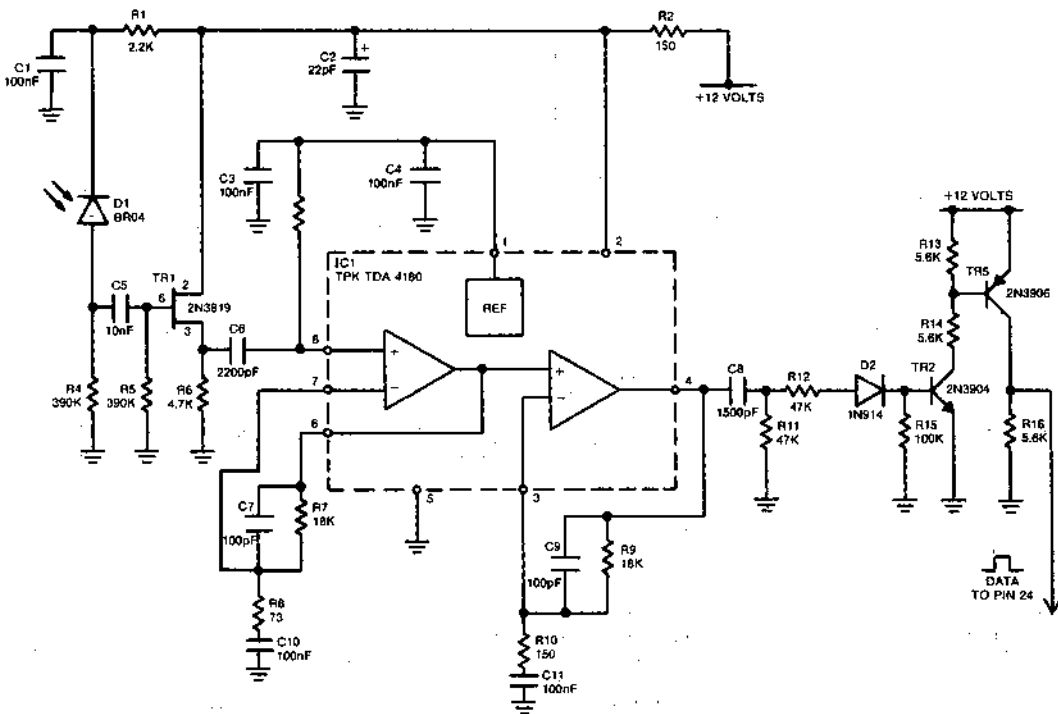 R1
2.2K
R2
150
C1
100nF
C2
22pF
+
+12 VOLTS
C3
100nF
C4
100nF
D1
BR04
+12 VOLTS
1
2
IC1
TPK TDA 4180
REF
R13
5.6K
TR5
2N3906
TR1
2
2N3819
C5
6
10nF
3
C6
2200pF
8
+
7
−
6
+
−
4
R14
5.6K
C8
1500pF
R12
47K
D2
1N914
TR2
2N3904
R4
390K
R5
390K
R6
4.7K
R11
47K
R15
100K
R16
5.6K
5
3
C7
100pF
R7
18K
C9
100pF
R9
18K
R8
73
C10
100nF
R10
150
C11
100nF
DATA
TO PIN 24